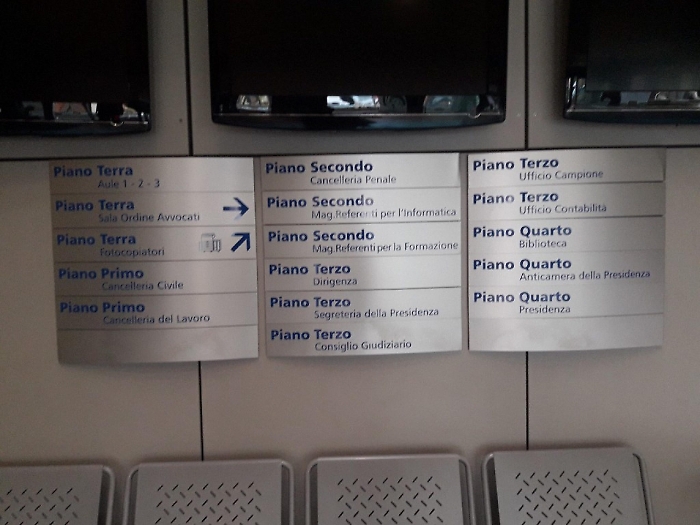 Piano Terra
Aule 1 - 2 - 3
Piano Terra
Sala Ordine Avvocati
Piano Terra
Fotocopiatori
Piano Primo
Cancelleria Civile
Piano Primo
Cancelleria del Lavoro
Piano Secondo
Cancelleria Penale
Piano Secondo
Mag.Referenti per l'Informatica
Piano Secondo
Mag.Referenti per la Formazione
Piano Terzo
Dirigenza
Piano Terzo
Segreteria della Presidenza
Piano Terzo
Consiglio Giudiziario
Piano Terzo
Ufficio Campione
Piano Terzo
Ufficio Contabilità
Piano Quarto
Biblioteca
Piano Quarto
Anticamera della Presidenza
Piano Quarto
Presidenza